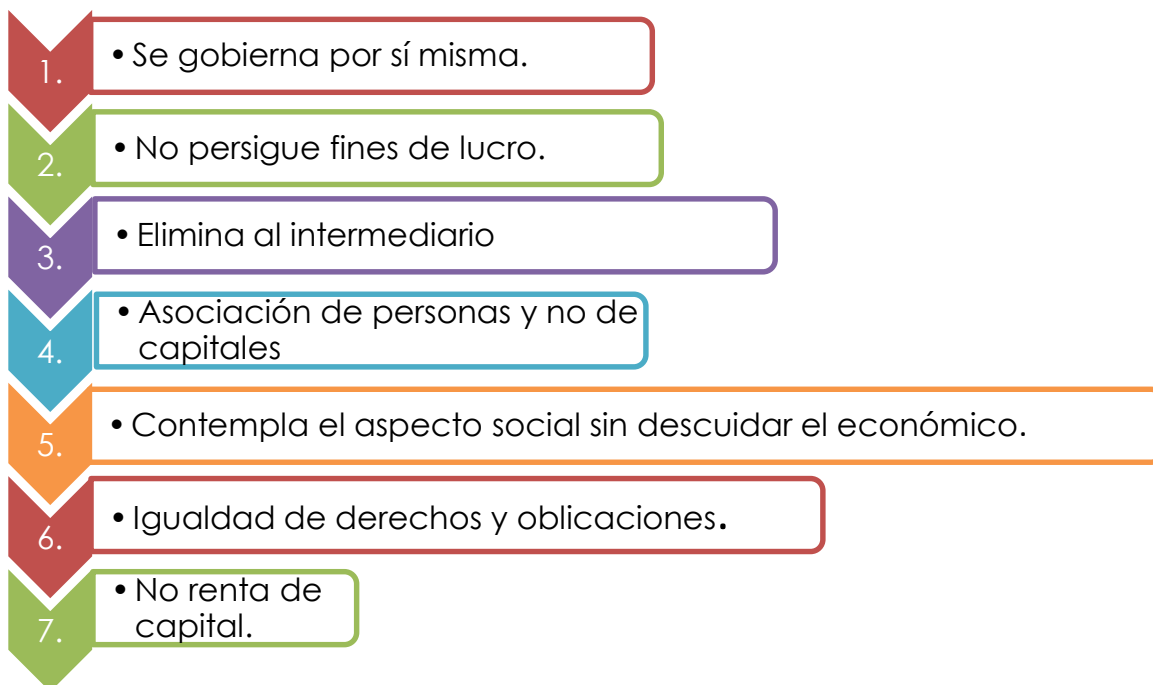 1. • Se gobierna por sí misma.
2. • No persigue fines de lucro.
3. • Elimina al intermediario
4. • Asociación de personas y no de
capitales
5. • Contempla el aspecto social sin descuidar el económico.
6. • Igualdad de derechos y oblicaciones.
7. • No renta de
capital.